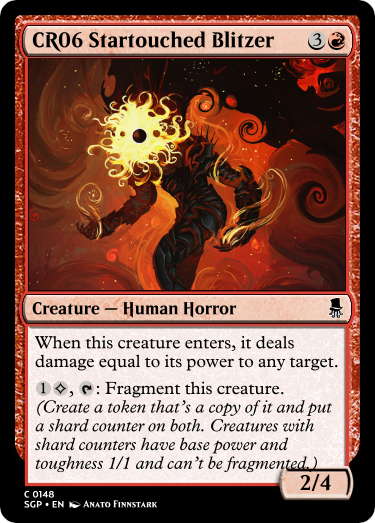 CR06 Startouched Blitzer 3
Creature — Human Horror
When this creature enters, it deals
damage equal to its power to any target.
1, : Fragment this creature.
(Create a token that's a copy of it and put
a shard counter on both. Creatures with
shard counters have base power and
toughness 1/1 and can't be fragmented.)
2/4
C 0148
SGP • EN Anato Finnstark